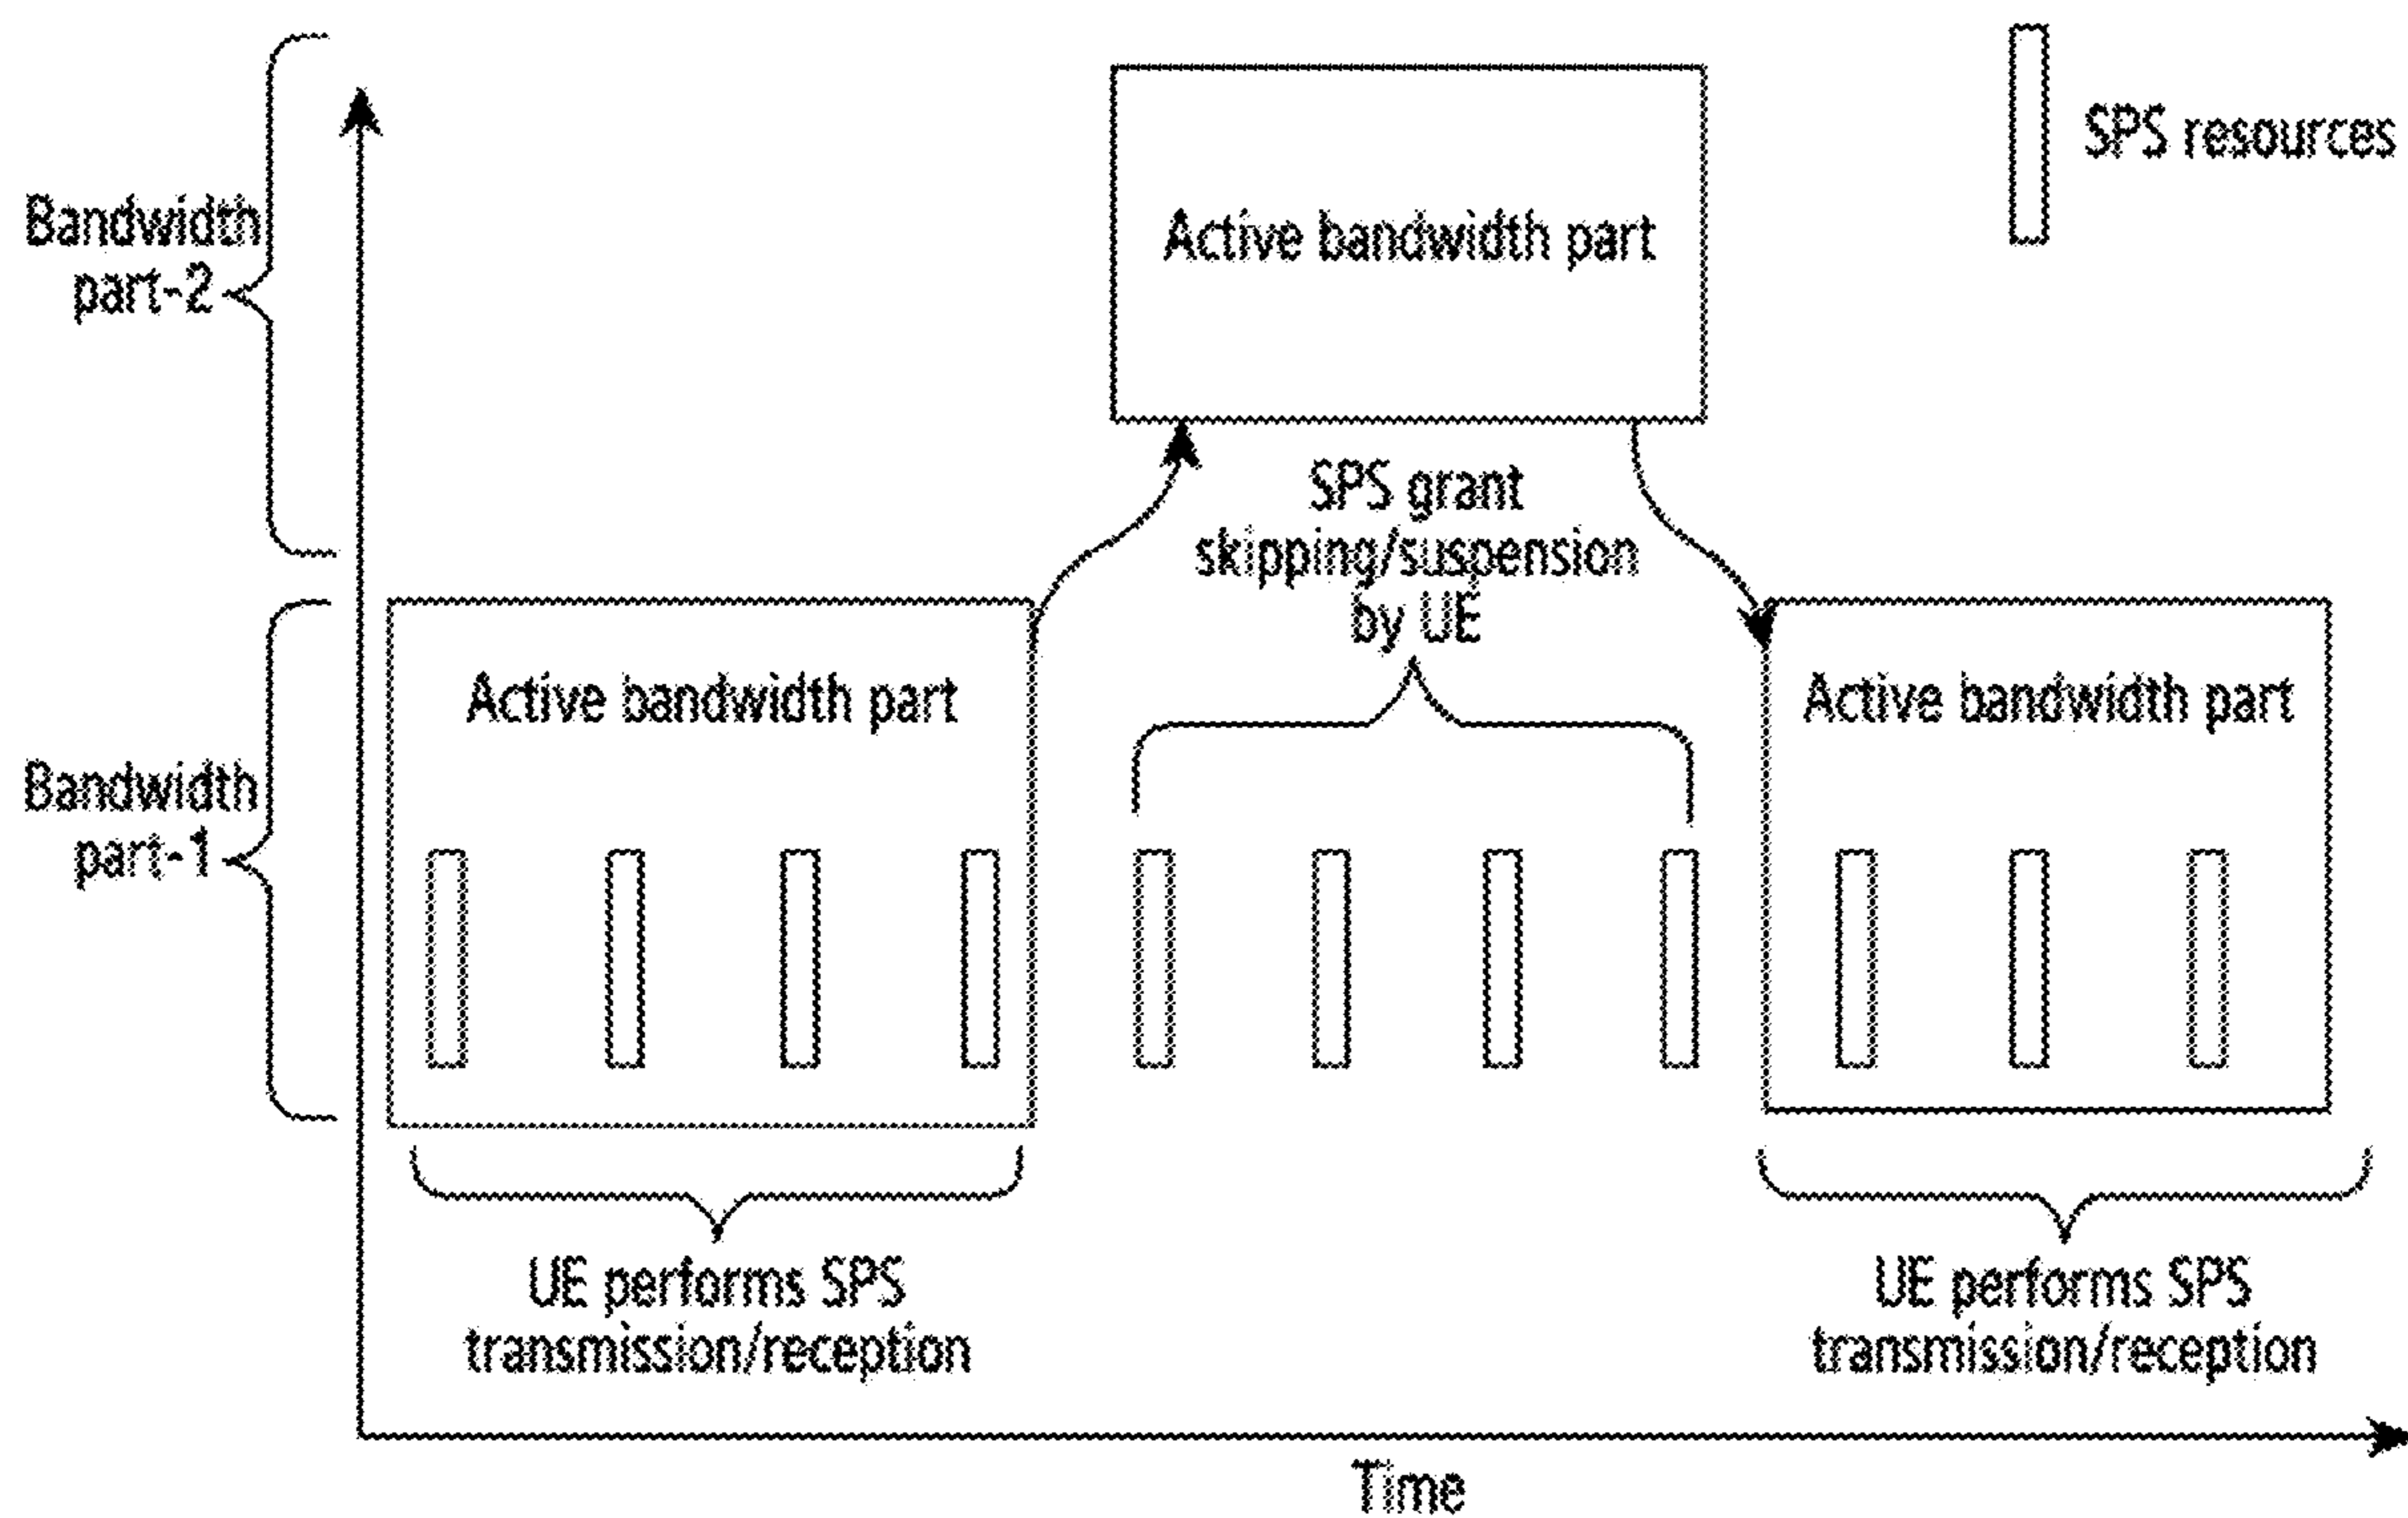 SPS resources
Bandwidth
part-2
Active bandwidth part
SPS grant
skipping/suspension
by UE
Bandwidth
part-1
Active bandwidth part
Active bandwidth part
UE performs SPS
transmission/reception
UE performs SPS
transmission/reception
Time